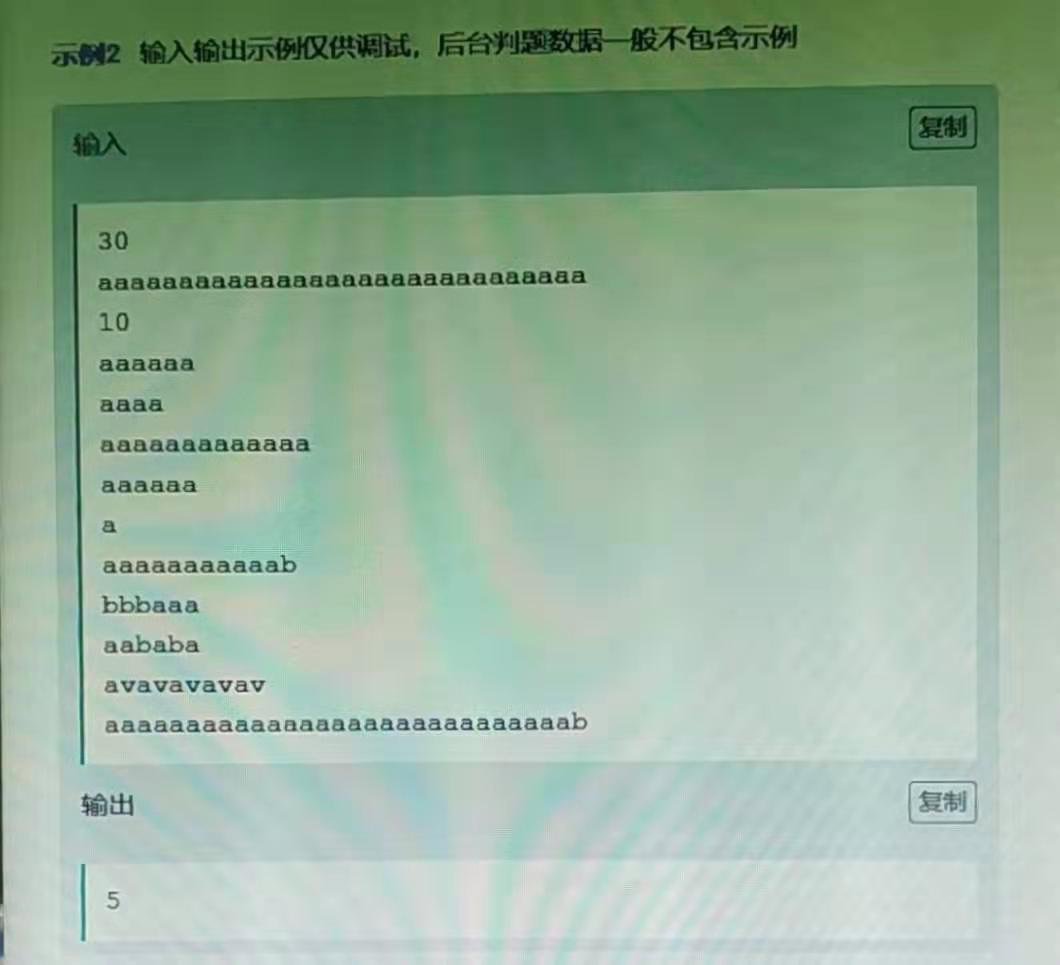 示例2 输入输出示例仅供调试，后台判题数据一般不包含示例
输入
复制
30
aaaaaaaaaaaaaaaaaaaaaaaaaaaaaa
10
aaaaaa
aaaa
aaaaaaaaaaaaa
aaaaaa
a
aaaaaaaaaaab
bbbaaa
aababa
avavavavav
aaaaaaaaaaaaaaaaaaaaaaaaaaaaab
输出
复制
5